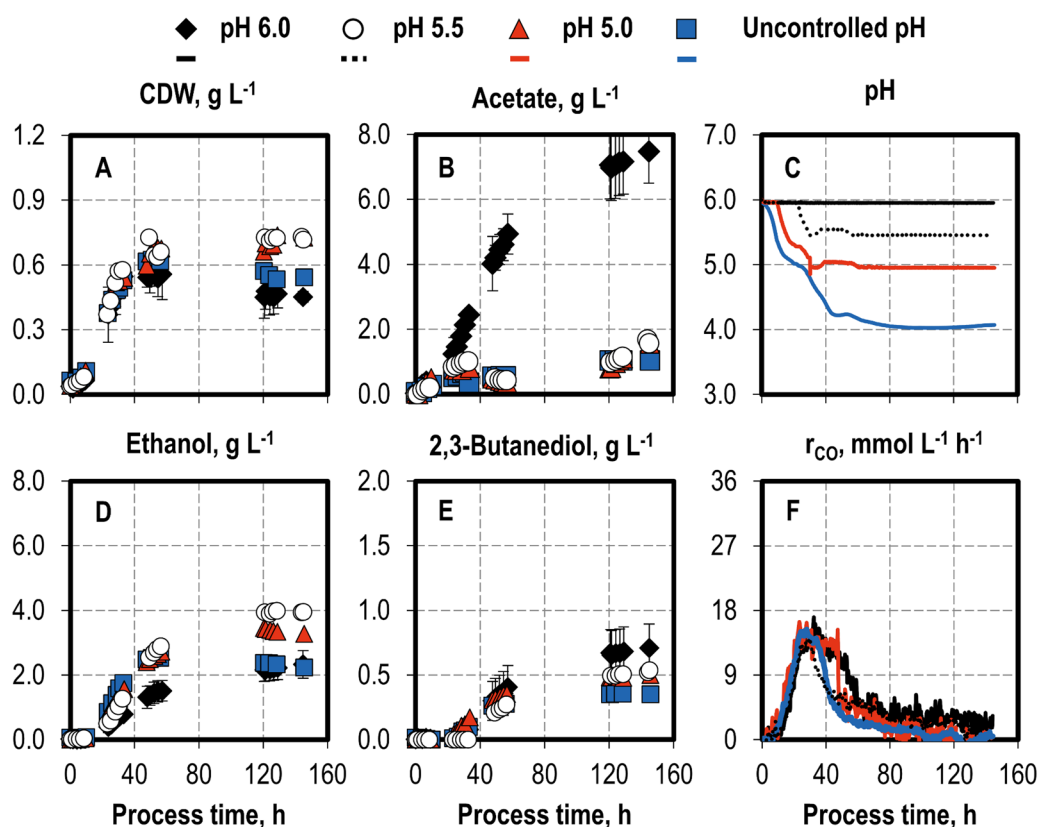 pH 6.0 pH 5.5 pH 5.0 Uncontrolled pH
CDW, g L-1 Acetate, g L-1 pH
1.2 8.0 7.0
A B C
0.9 6.0 6.0
0.6 4.0 5.0
0.3 2.0 4.0
0.0 0.0 3.0
Ethanol, g L-1 2,3-Butanediol, g L-1 rCO, mmol L-1 h-1
8.0 2.0 36
D E F
6.0 1.5 27
4.0 1.0 18
2.0 0.5 9
0.0 0.0 0
0 40 80 120 160 0 40 80 120 160 0 40 80 120 160
Process time, h Process time, h Process time, h